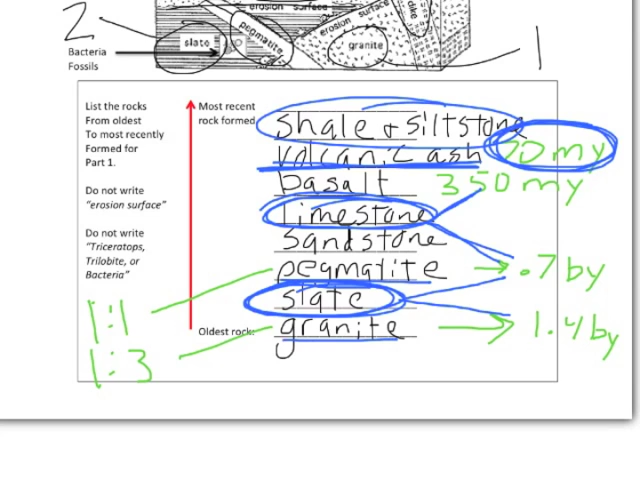 2
erosion surface
erosion surface
dike
pegmatite
slate
granite
1
Bacteria
Fossils
List the rocks
From oldest
To most recently
Formed for
Part 1.
Do not write
"erosion surface"
Do not write
"Triceratops,
Trilobite, or
Bacteria"
Most recent
rock formed
Shale & siltstone
Volcanic ash 70 my
basalt 350 my
Limestone
Sandstone
pegmatite .7 by
slate
Oldest rock: granite 1.4 by
1:1
1:3